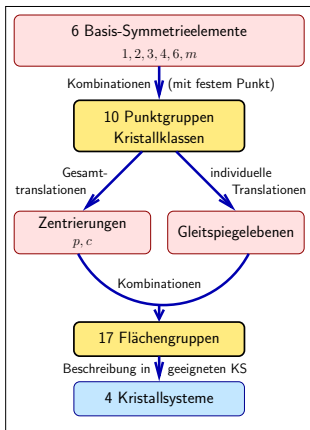 6 Basis-Symmetrieelemente
1, 2, 3, 4, 6, m
Kombinationen (mit festem Punkt)
10 Punktgruppen
Kristallklassen
Gesamt-
translationen
individuelle
Translationen
Zentrierungen
p, c
Gleitspiegelebenen
Kombinationen
17 Flächengruppen
Beschreibung in geeigneten KS
4 Kristallsysteme